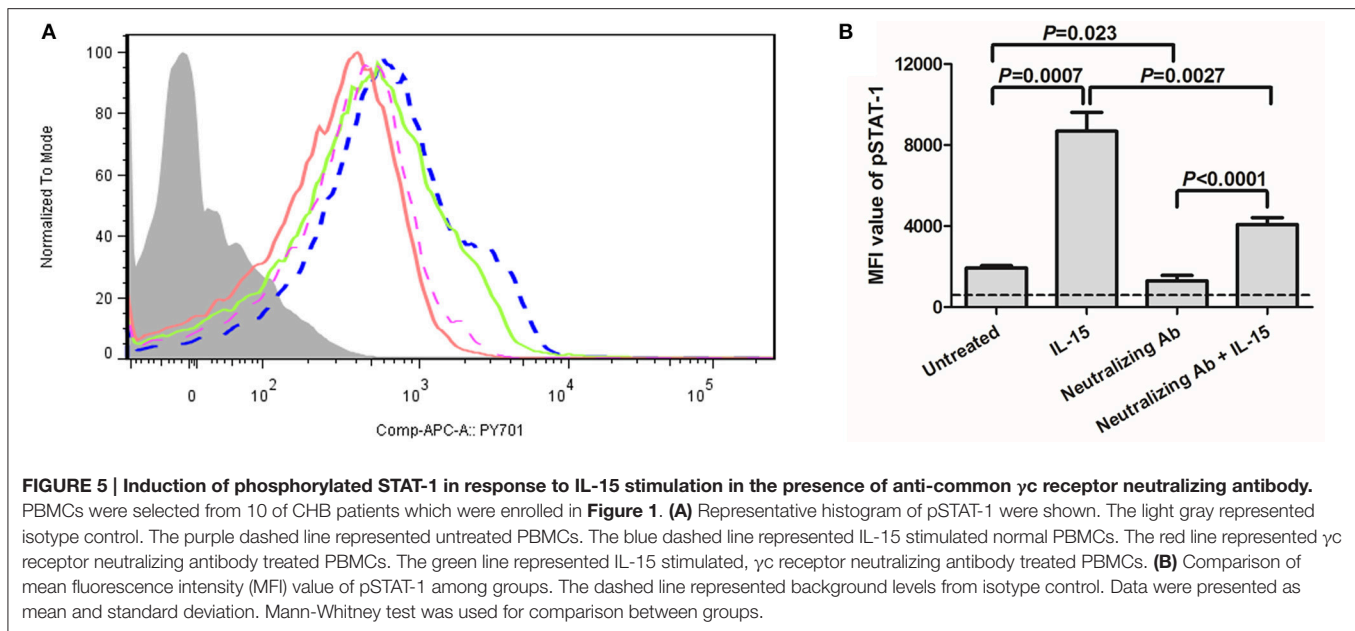 A
100
80
60
40
20
0
Normalized To Mode
0 10² 10³ 10⁴ 10⁵
Comp-APC-A:: PY701
B
P=0.023
P=0.0007 P=0.0027
P<0.0001
12000
8000
4000
0
MFI value of pSTAT-1
Untreated
IL-15
Neutralizing Ab
Neutralizing Ab + IL-15
FIGURE 5 | Induction of phosphorylated STAT-1 in response to IL-15 stimulation in the presence of anti-common γc receptor neutralizing antibody.
PBMCs were selected from 10 of CHB patients which were enrolled in Figure 1. (A) Representative histogram of pSTAT-1 were shown. The light gray represented
isotype control. The purple dashed line represented untreated PBMCs. The blue dashed line represented IL-15 stimulated normal PBMCs. The red line represented γc
receptor neutralizing antibody treated PBMCs. The green line represented IL-15 stimulated, γc receptor neutralizing antibody treated PBMCs. (B) Comparison of
mean fluorescence intensity (MFI) value of pSTAT-1 among groups. The dashed line represented background levels from isotype control. Data were presented as
mean and standard deviation. Mann-Whitney test was used for comparison between groups.